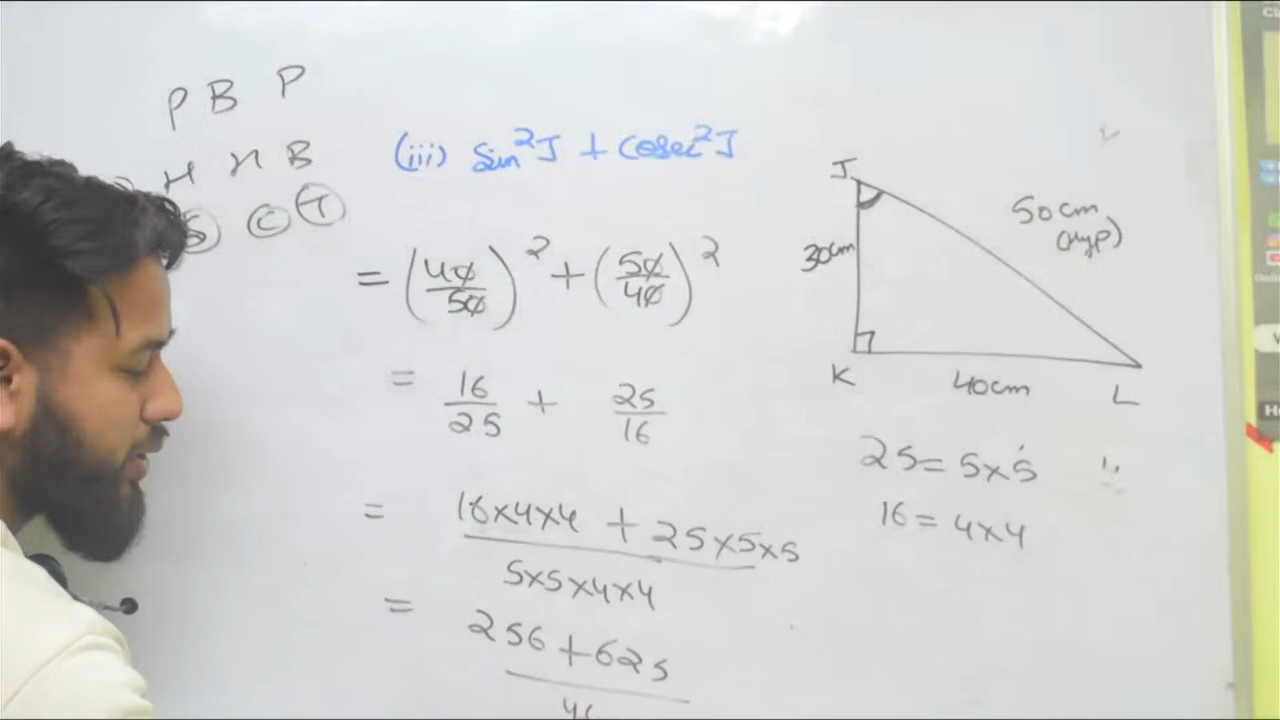 P B P
H H B
S C T
(iii) Sin²J + Cosec²J
= (40/50)² + (50/40)²
= 16/25 + 25/16
= 16×4×4 + 25×5×5 / 5×5×4×4
= 256 + 625
J
50cm
(Hyp)
30cm
K
40cm
L
25 = 5×5
16 = 4×4